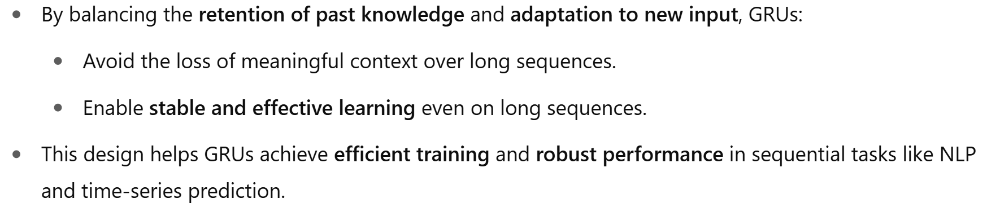 By balancing the retention of past knowledge and adaptation to new input, GRUs:
Avoid the loss of meaningful context over long sequences.
Enable stable and effective learning even on long sequences.
This design helps GRUs achieve efficient training and robust performance in sequential tasks like NLP
and time-series prediction.